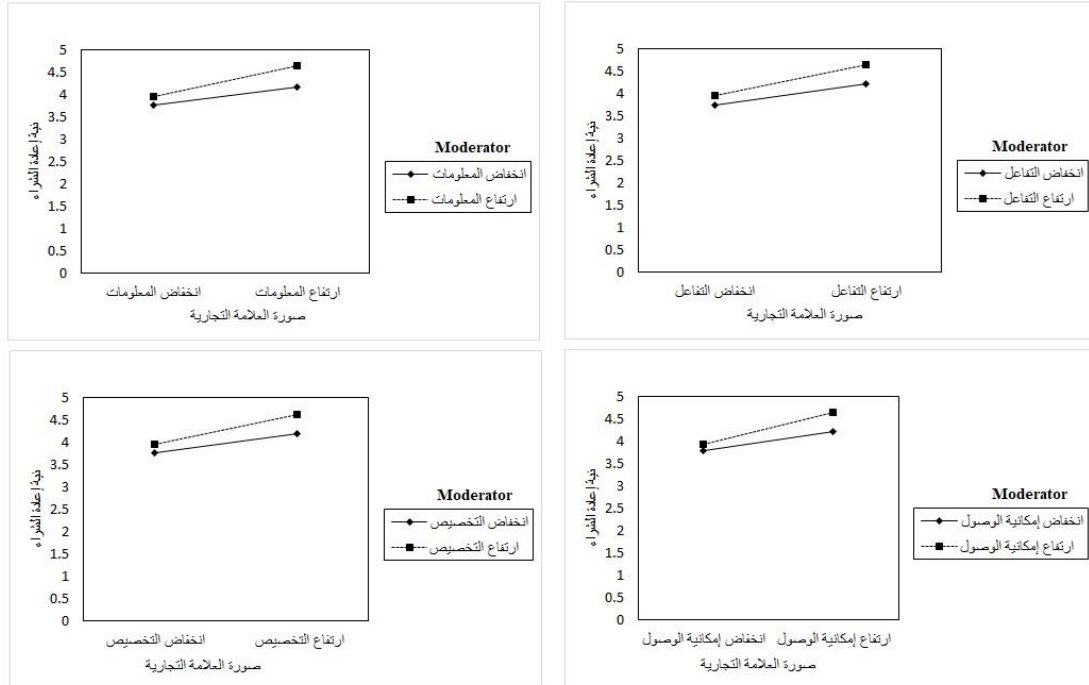 5
4.5
4
3.5
3
2.5
2
1.5
1
0.5
0
نية إعادة الشراء
انخفاض المعلومات
ارتفاع المعلومات
صورة العلامة التجارية
Moderator
انخفاض المعلومات
ارتفاع المعلومات
5
4.5
4
3.5
3
2.5
2
1.5
1
0.5
0
نية إعادة الشراء
انخفاض التفاعل
ارتفاع التفاعل
صورة العلامة التجارية
Moderator
انخفاض التفاعل
ارتفاع التفاعل
5
4.5
4
3.5
3
2.5
2
1.5
1
0.5
0
نية إعادة الشراء
انخفاض التخصيص
ارتفاع التخصيص
صورة العلامة التجارية
Moderator
انخفاض التخصيص
ارتفاع التخصيص
5
4.5
4
3.5
3
2.5
2
1.5
1
0.5
0
نية إعادة الشراء
انخفاض إمكانية الوصول
ارتفاع إمكانية الوصول
صورة العلامة التجارية
Moderator
انخفاض إمكانية الوصول
ارتفاع إمكانية الوصول